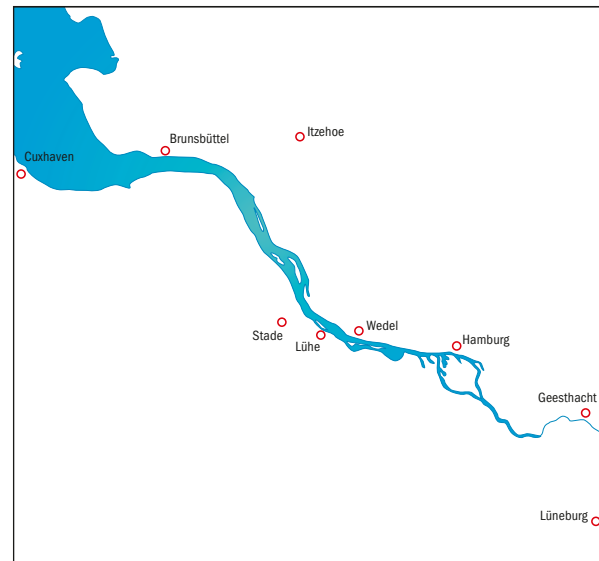 Itzehoe
Brunsbüttel
Cuxhaven
Wedel
Stade
Lühe
Hamburg
Geesthacht
Lüneburg